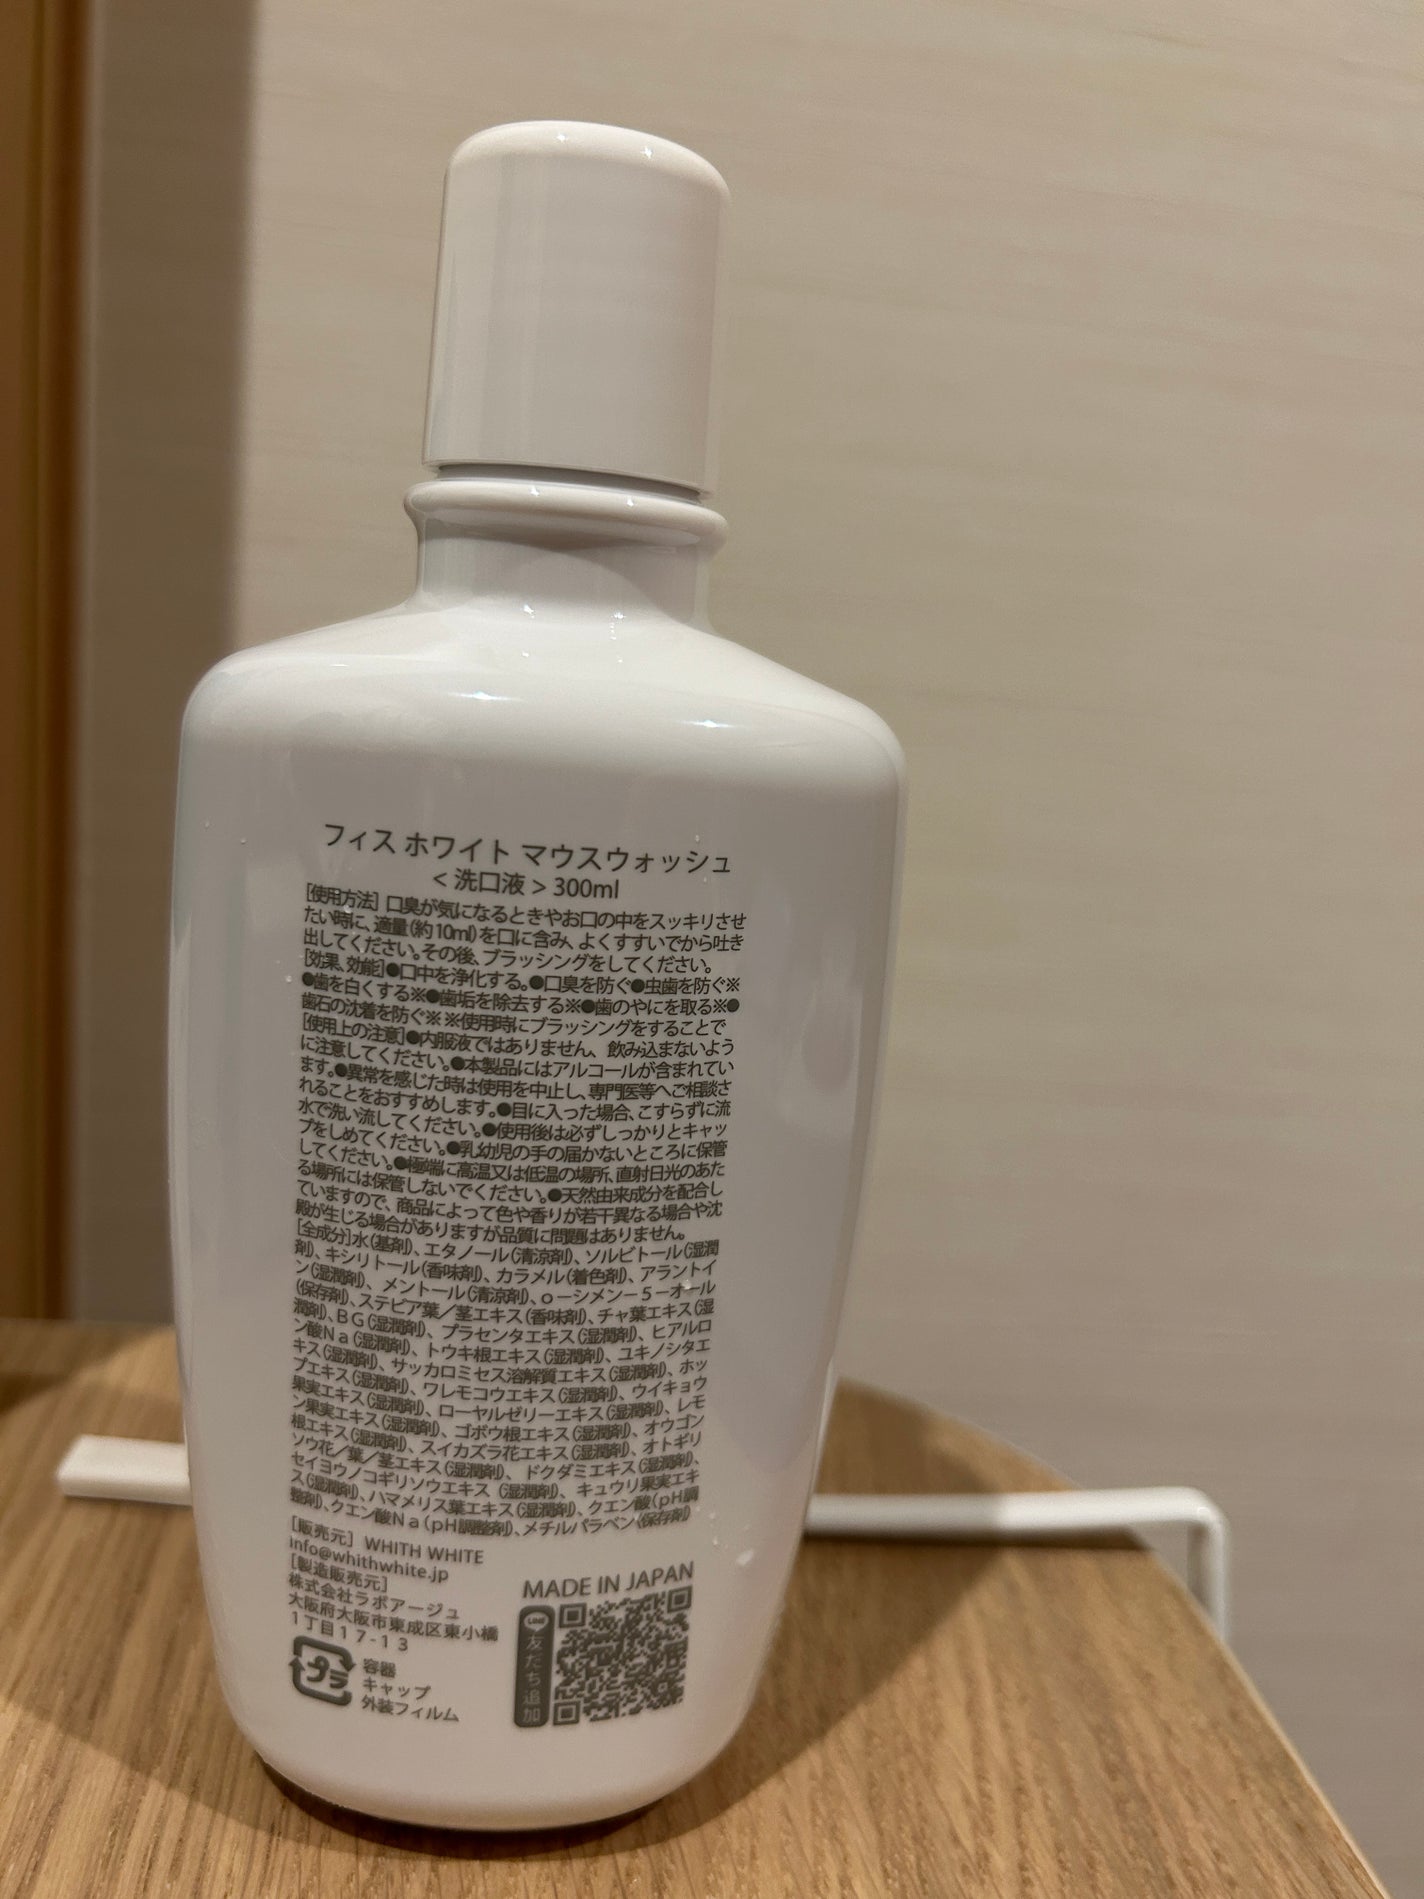 フィス ホワイト マウスウォッシュ
< 洗口液 > 300ml
[使用方法] 口臭が気になるときやお口の中をスッキリさせ
たい時に、適量(約10ml)を口に含み、よくすすいでから吐き
出してください。その後、ブラッシングをしてください。
[効果、効能]●口中を浄化する。●口臭を防ぐ●虫歯を防ぐ※
●歯を白くする※●歯垢を除去する※●歯のやにを取る※●
歯石の沈着を防ぐ※ ※使用時にブラッシングをすることで
[使用上の注意]●内服液ではありません、飲み込まないよう
に注意してください。●本製品にはアルコールが含まれてい
ます。●異常を感じた時は使用を中止し、専門医等へご相談さ
れることをおすすめします。●目に入った場合、こすらずに流
水で洗い流してください。●使用後は必ずしっかりとキャッ
プをしめてください。●乳幼児の手の届かないところに保管
してください。●極端に高温又は低温の場所、直射日光のあた
る場所には保管しないでください。●天然由来成分を配合し
ていますので、商品によって色や香りが若干異なる場合や沈
殿が生じる場合がありますが品質に問題はありません。
[全成分]水(基剤)、エタノール(清涼剤)、ソルビトール(湿潤
剤)、キシリトール(香味剤)、カラメル(着色剤)、アラントイ
ン(湿潤剤)、メントール(清涼剤)、o－シメン－5－オール
(保存剤)、ステビア葉／茎エキス(香味剤)、チャ葉エキス(湿
潤剤)、BG(湿潤剤)、プラセンタエキス(湿潤剤)、ヒアルロ
ン酸Na(湿潤剤)、トウキ根エキス(湿潤剤)、ユキノシタエ
キス(湿潤剤)、サッカロミセス溶解質エキス(湿潤剤)、ホッ
プエキス(湿潤剤)、ワレモコウエキス(湿潤剤)、ウイキョウ
果実エキス(湿潤剤)、ローヤルゼリーエキス(湿潤剤)、レモ
ン果実エキス(湿潤剤)、ゴボウ根エキス(湿潤剤)、オウゴン
根エキス(湿潤剤)、スイカズラ花エキス(湿潤剤)、オトギリ
ソウ花／葉／茎エキス(湿潤剤)、ドクダミエキス(湿潤剤)、
セイヨウノコギリソウエキス(湿潤剤)、キュウリ果実エキ
ス(湿潤剤)、ハマメリス葉エキス(湿潤剤)、クエン酸(pH調
整剤)、クエン酸Na(pH調整剤)、メチルパラベン(保存剤)
[販売元] WHITH WHITE
info@whithwhite.jp
[製造販売元]
株式会社ラボアージュ
大阪府大阪市東成区東小橋
1丁目17-13
プラ
容器
キャップ
外装フィルム
MADE IN JAPAN
LINE
友だち追加